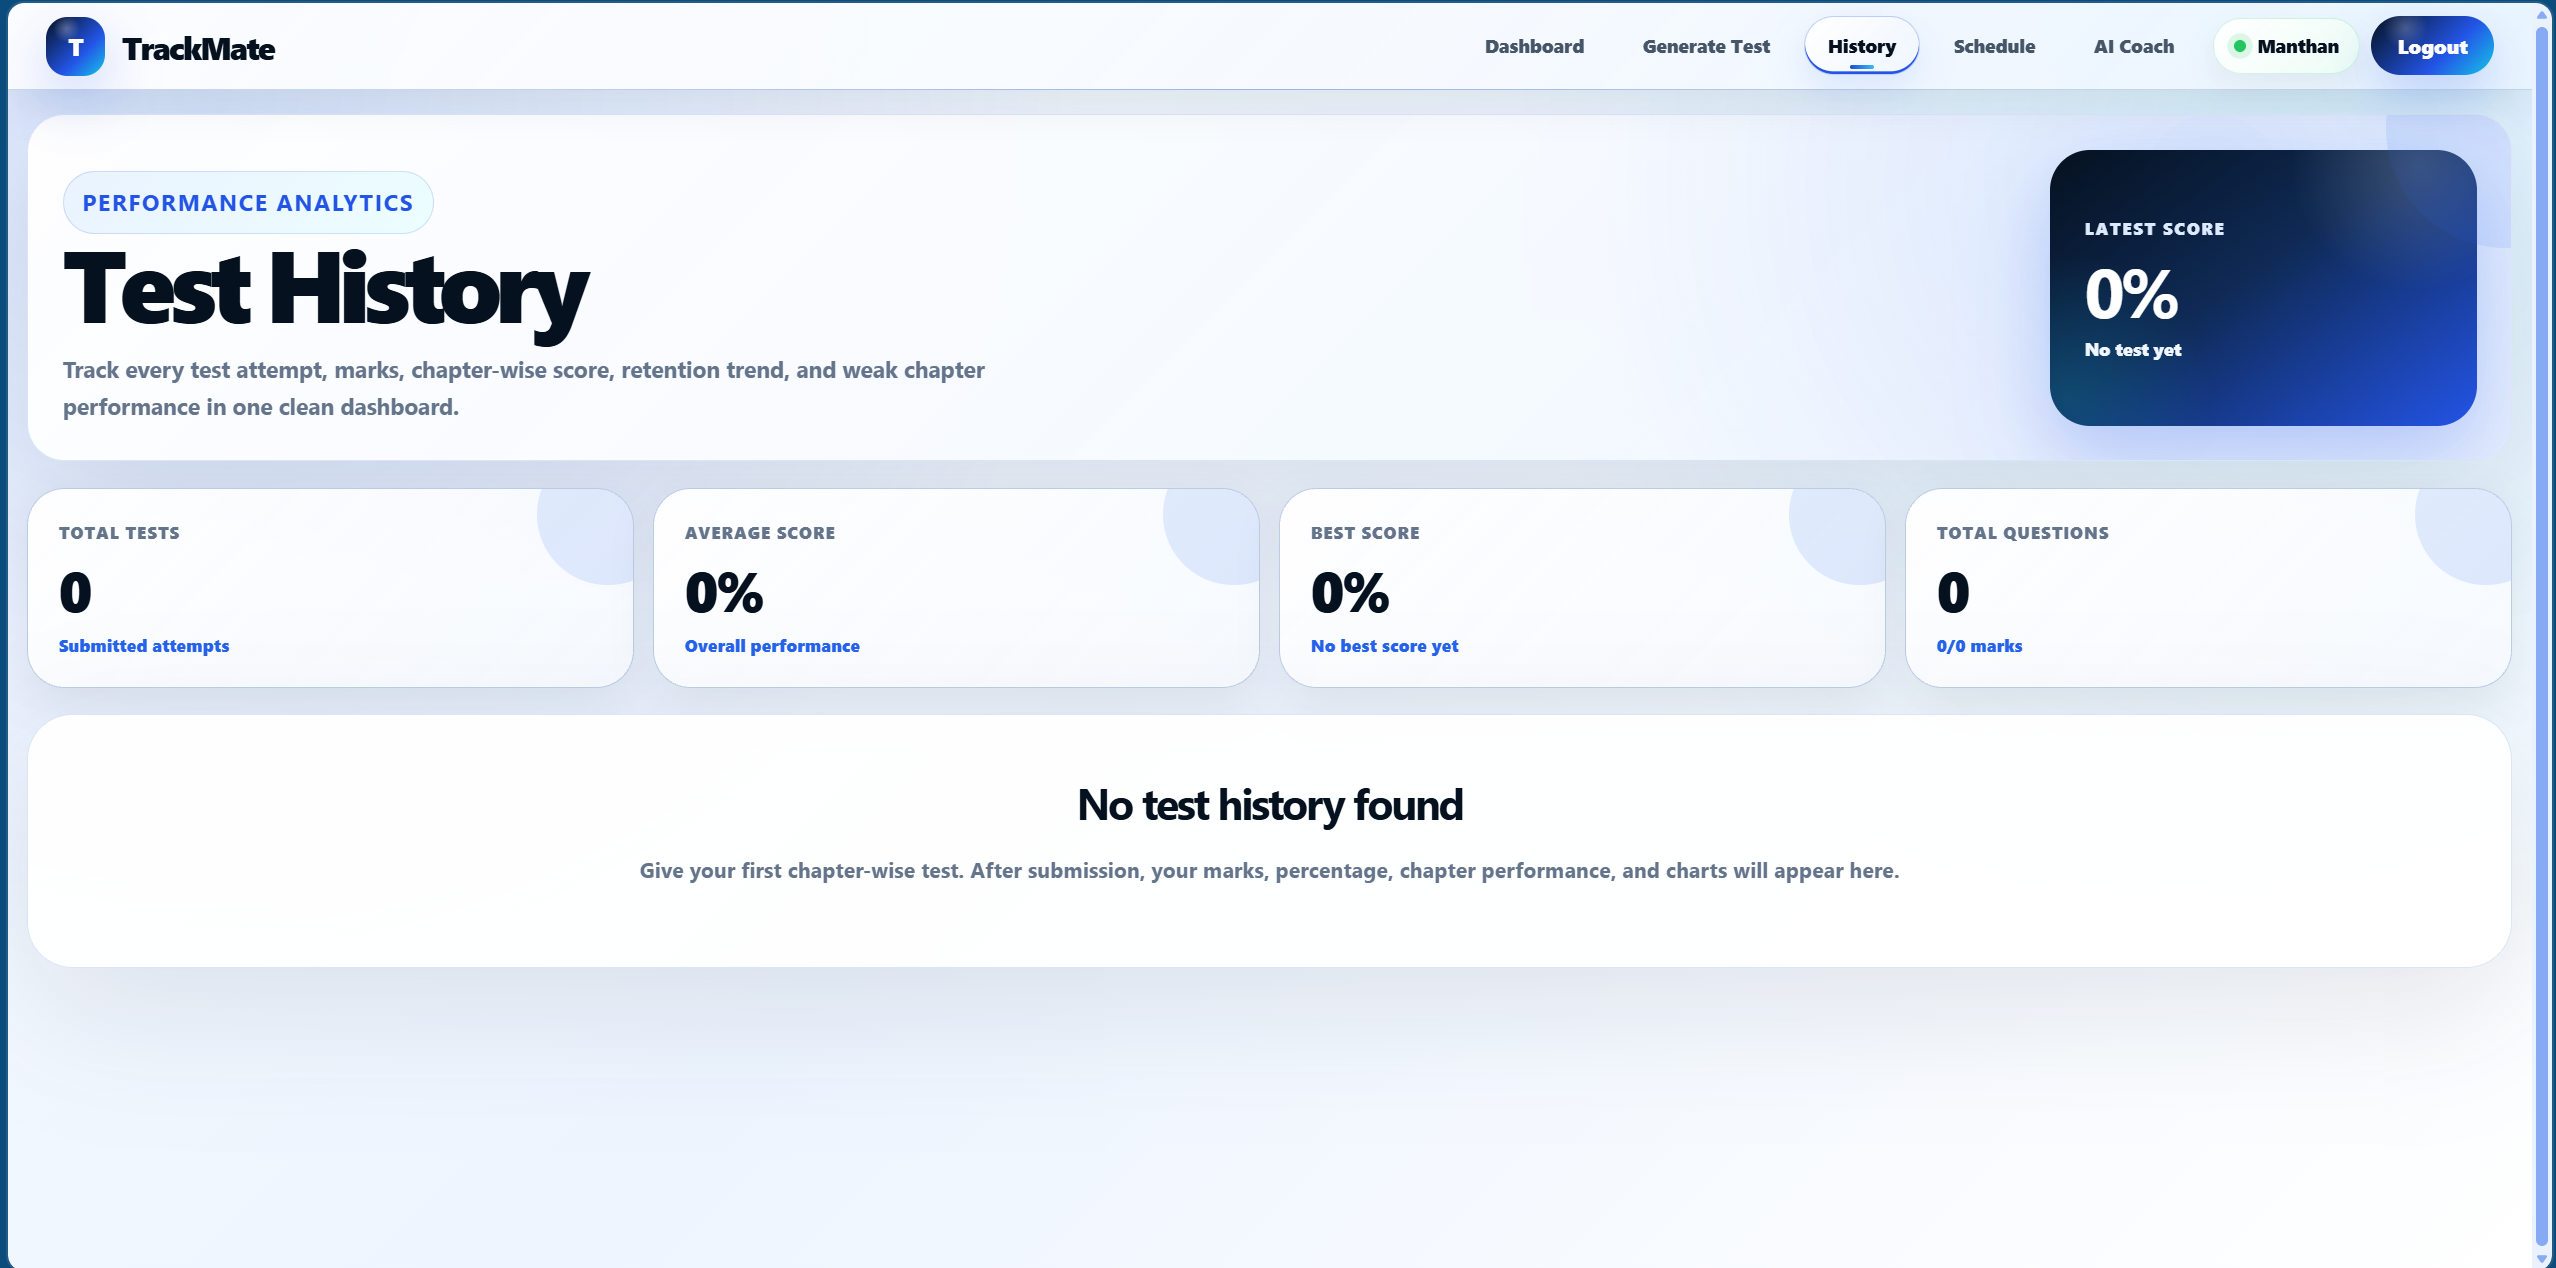 T
TrackMate
Dashboard
Generate Test
History
Schedule
AI Coach
Manthan
Logout
PERFORMANCE ANALYTICS
Test History
Track every test attempt, marks, chapter-wise score, retention trend, and weak chapter
performance in one clean dashboard.
LATEST SCORE
0%
No test yet
TOTAL TESTS
0
Submitted attempts
AVERAGE SCORE
0%
Overall performance
BEST SCORE
0%
No best score yet
TOTAL QUESTIONS
0
0/0 marks
No test history found
Give your first chapter-wise test. After submission, your marks, percentage, chapter performance, and charts will appear here.